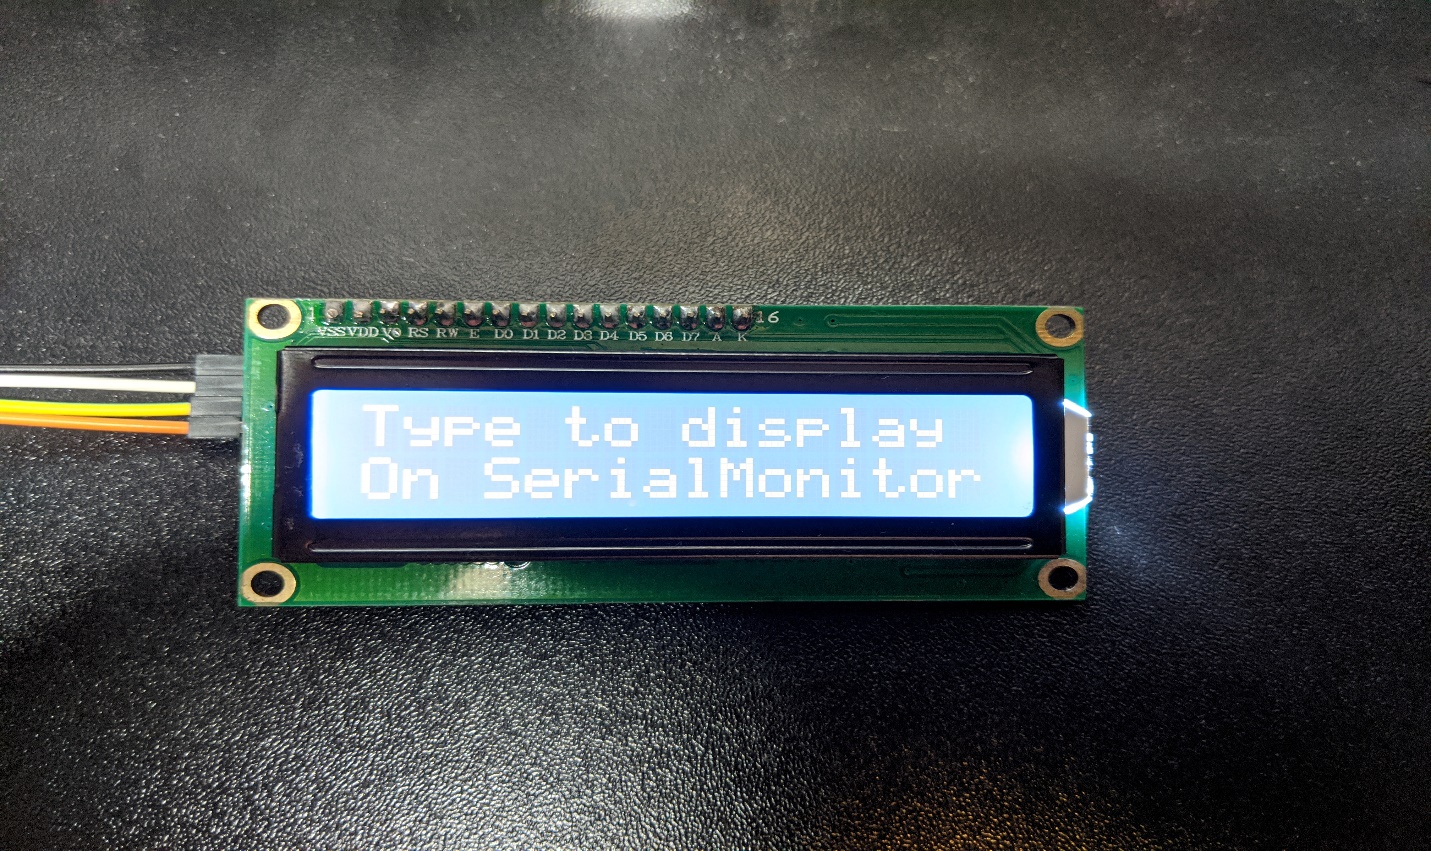 1 16
VSS VDD V0 RS RW E D0 D1 D2 D3 D4 D5 D6 D7 A K
Type to display
On SerialMonitor